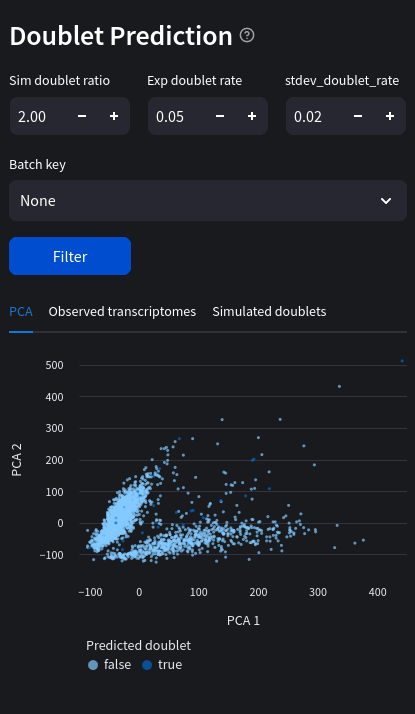 Doublet Prediction ?
Sim doublet ratio Exp doublet rate stdev_doublet_rate
2.00 − + 0.05 − + 0.02 − +
Batch key
None
Filter
PCA Observed transcriptomes Simulated doublets
500
400
300
200
100
0
−100
PCA 2
−100 0 100 200 300 400
PCA 1
Predicted doublet
false true